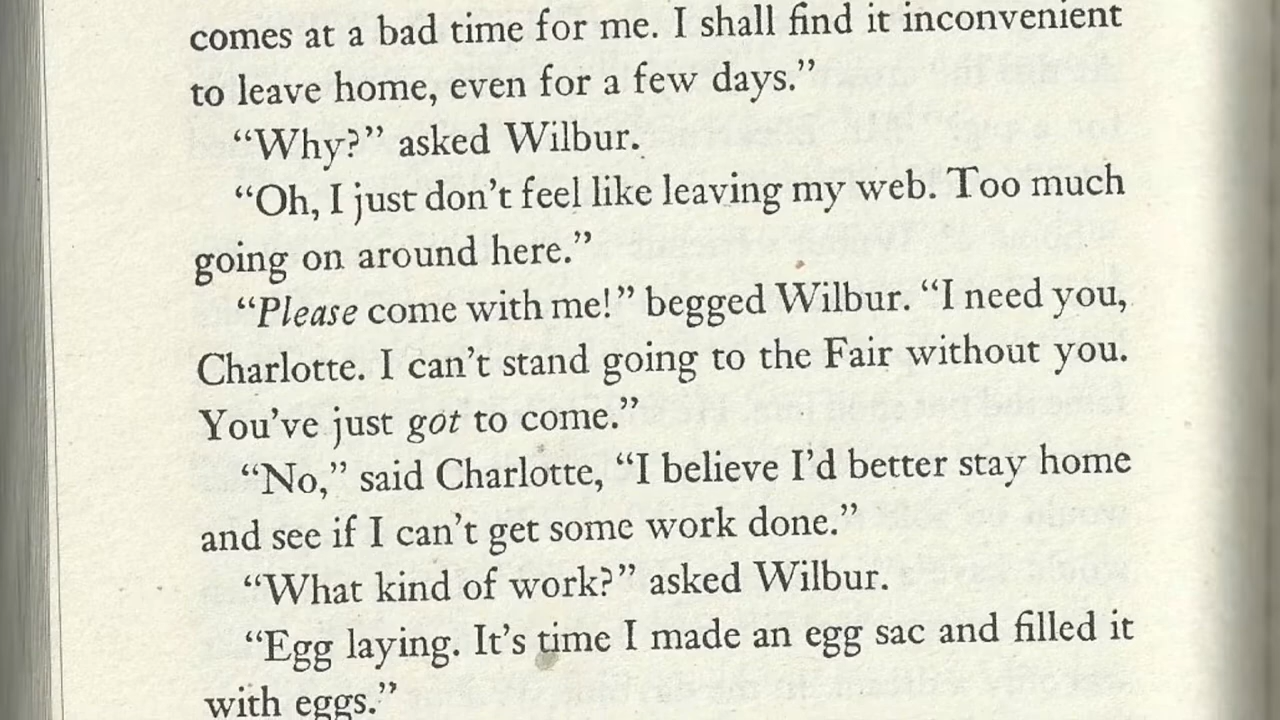 comes at a bad time for me. I shall find it inconvenient
to leave home, even for a few days.”
“Why?” asked Wilbur.
“Oh, I just don’t feel like leaving my web. Too much
going on around here.”
“Please come with me!” begged Wilbur. “I need you,
Charlotte. I can’t stand going to the Fair without you.
You’ve just got to come.”
“No,” said Charlotte, “I believe I’d better stay home
and see if I can’t get some work done.”
“What kind of work?” asked Wilbur.
“Egg laying. It’s time I made an egg sac and filled it
with eggs.”